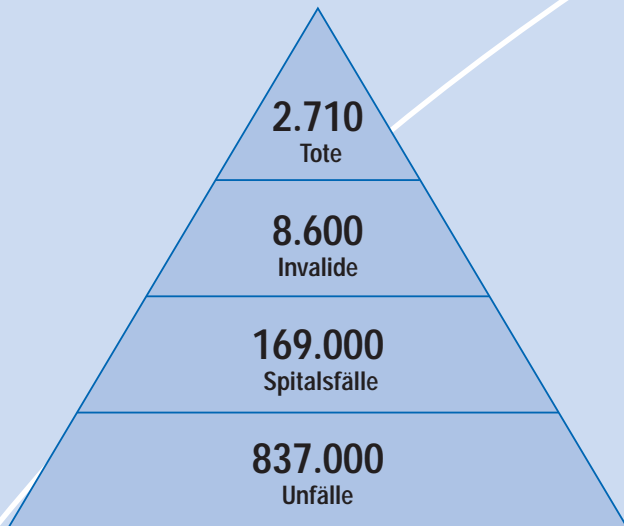 2.710
Tote
8.600
Invalide
169.000
Spitalsfälle
837.000
Unfälle